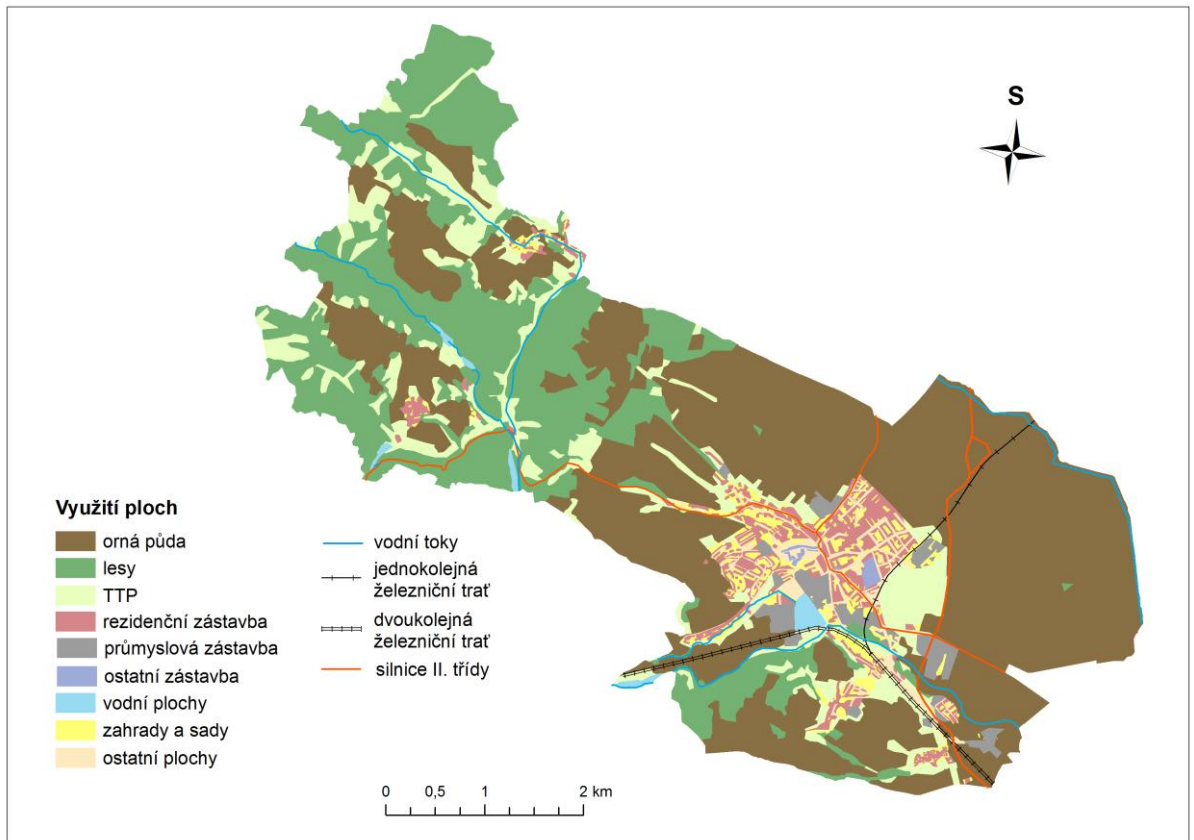 S
Využití ploch
orná půda
lesy
TTP
rezidenční zástavba
průmyslová zástavba
ostatní zástavba
vodní plochy
zahrady a sady
ostatní plochy
vodní toky
jednokolejná
železniční trať
dvoukolejná
železniční trať
silnice II. třídy
0 0,5 1 2 km